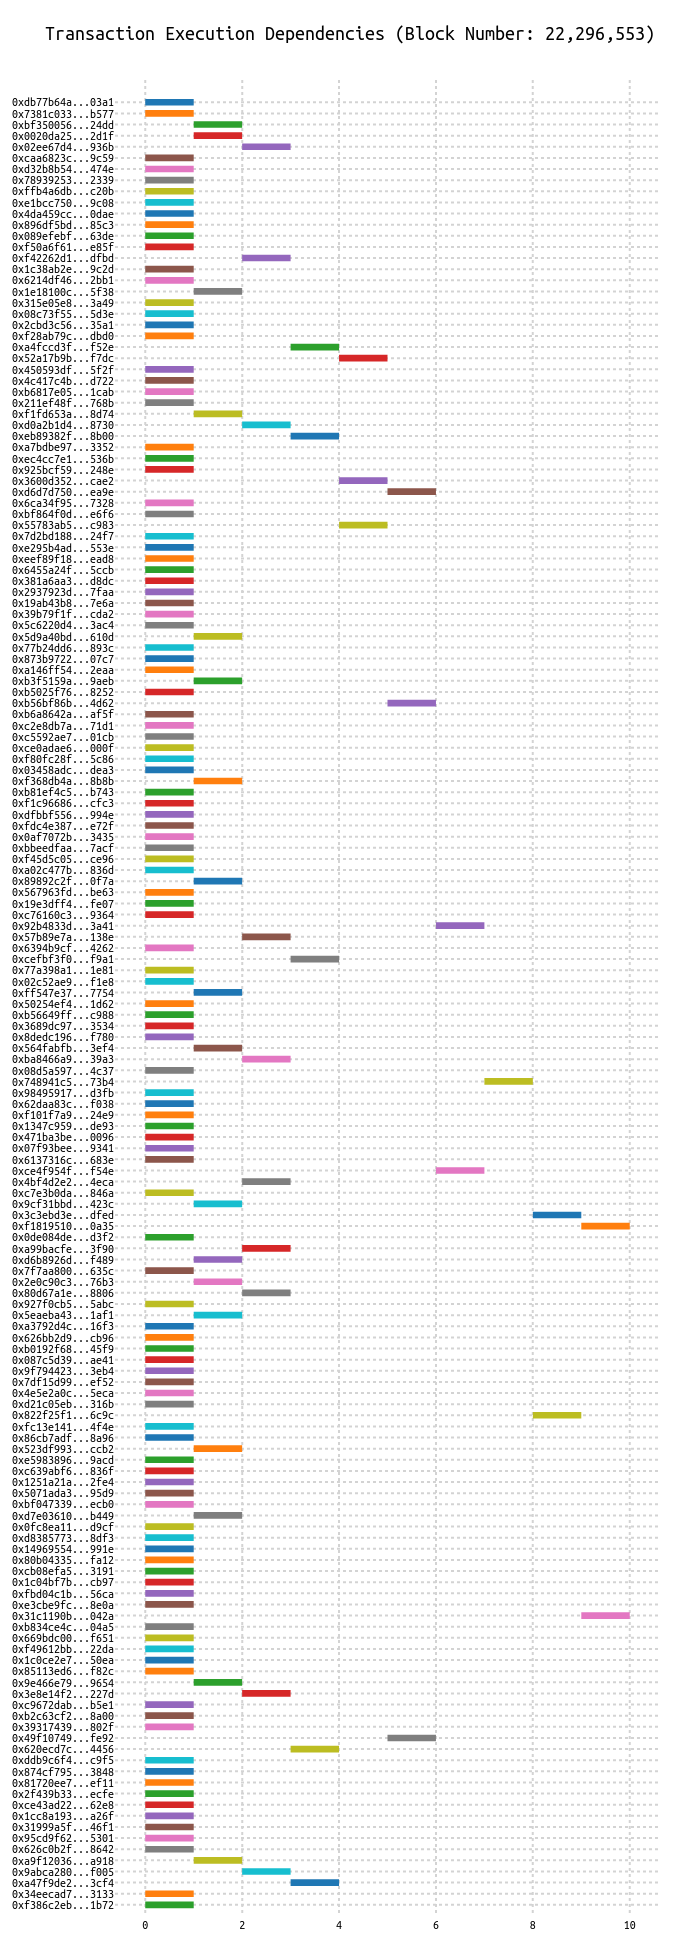 Transaction Execution Dependencies (Block Number: 22,296,553)
0xdb77b64a...03a1
0x7381c033...b577
0xbf350056...24dd
0x0020da25...2d1f
0x02ee67d4...936b
0xcaa6823c...9c59
0xd32b8b54...474e
0x78939253...2339
0xffb4a6db...c20b
0xe1bcc750...9c08
0x4da459cc...0dae
0x896df5bd...85c3
0x089efebf...63de
0xf50a6f61...e85f
0xf42262d1...dfbd
0x1c38ab2e...9c2d
0x6214df46...2bb1
0x1e18100c...5f38
0x315e05e8...3a49
0x08c73f55...5d3e
0x2cbd3c56...35a1
0xf28ab79c...dbd0
0xa4fccd3f...f52e
0x52a17b9b...f7dc
0x450593df...5f2f
0x4c417c4b...d722
0xb6817e05...1cab
0x211ef48f...768b
0xf1fd653a...8d74
0xd0a2b1d4...8730
0xeb89382f...8b00
0xa7bdbe97...3352
0xec4cc7e1...536b
0x925bcf59...248e
0x3600d352...cae2
0xd6d7d750...ea9e
0x6ca34f95...7328
0xbf864f0d...e6f6
0x55783ab5...c983
0x7d2bd188...24f7
0xe295b4ad...553e
0xeef89f18...ead8
0x6455a24f...5ccb
0x381a6aa3...d8dc
0x2937923d...7faa
0x19ab43b8...7e6a
0x39b79f1f...cda2
0x5c6220d4...3ac4
0x5d9a40bd...610d
0x77b24dd6...893c
0x873b9722...07c7
0xa146ff54...2eaa
0xb3f5159a...9aeb
0xb5025f76...8252
0xb56bf86b...4d62
0xb6a8642a...af5f
0xc2e8db7a...71d1
0xc5592ae7...01cb
0xce0adae6...000f
0xf80fc28f...5c86
0x03458adc...dea3
0xf368db4a...8b8b
0xb81ef4c5...b743
0xf1c96686...cfc3
0xdfbbf556...994e
0xfdc4e387...e72f
0x0af7072b...3435
0xbbeedfaa...7acf
0xf45d5c05...ce96
0xa02c477b...836d
0x89892c2f...0f7a
0x567963fd...be63
0x19e3dff4...fe07
0xc76160c3...9364
0x92b4833d...3a41
0x57b89e7a...138e
0x6394b9cf...4262
0xcefbf3f0...f9a1
0x77a398a1...1e81
0x02c52ae9...f1e8
0xff547e37...7754
0x50254ef4...1d62
0xb56649ff...c988
0x3689dc97...3534
0x8dedc196...f780
0x564fabfb...3ef4
0xba8466a9...39a3
0x08d5a597...4c37
0x748941c5...73b4
0x98495917...d3fb
0x62daa83c...f038
0xf101f7a9...24e9
0x1347c959...de93
0x471ba3be...0096
0x07f93bee...9341
0x6137316c...683e
0xce4f954f...f54e
0x4bf4d2e2...4eca
0xc7e3b0da...846a
0x9cf31bbd...423c
0x3c3ebd3e...dfed
0xf1819510...0a35
0x0de084de...d3f2
0xa99bacfe...3f90
0xd6b8926d...f489
0x7f7aa800...635c
0x2e0c90c3...76b3
0x80d67a1e...8806
0x927f0cb5...5abc
0x5eaeba43...1af1
0xa3792d4c...16f3
0x626bb2d9...cb96
0xb0192f68...45f9
0x087c5d39...ae41
0x9f794423...3eb4
0x7df15d99...ef52
0x4e5e2a0c...5eca
0xd21c05eb...316b
0x822f25f1...6c9c
0xfc13e141...4f4e
0x86cb7adf...8a96
0x523df993...ccb2
0xe5983896...9acd
0xc639abf6...836f
0x1251a21a...2fe4
0x5071ada3...95d9
0xbf047339...ecb0
0xd7e03610...b449
0x0fc8ea11...d9cf
0xd8385773...8df3
0x14969554...991e
0x80b04335...fa12
0xcb08efa5...3191
0x1c04bf7b...cb97
0xfbd04c1b...56ca
0xe3cbe9fc...8e0a
0x31c1190b...042a
0xb834ce4c...04a5
0x669bdc00...f651
0xf49612bb...22da
0x1c0ce2e7...50ea
0x85113ed6...f82c
0x9e466e79...9654
0x3e8e14f2...227d
0xc9672dab...b5e1
0xb2c63cf2...8a00
0x39317439...802f
0x49f10749...fe92
0x620ecd7c...4456
0xddb9c6f4...c9f5
0x874cf795...3848
0x81720ee7...ef11
0x2f439b33...ecfe
0xce43ad22...62e8
0x1cc8a193...a26f
0x31999a5f...46f1
0x95cd9f62...5301
0x626c0b2f...8642
0xa9f12036...a918
0x9abca280...f005
0xa47f9de2...3cf4
0x34eecad7...3133
0xf386c2eb...1b72
0 2 4 6 8 10